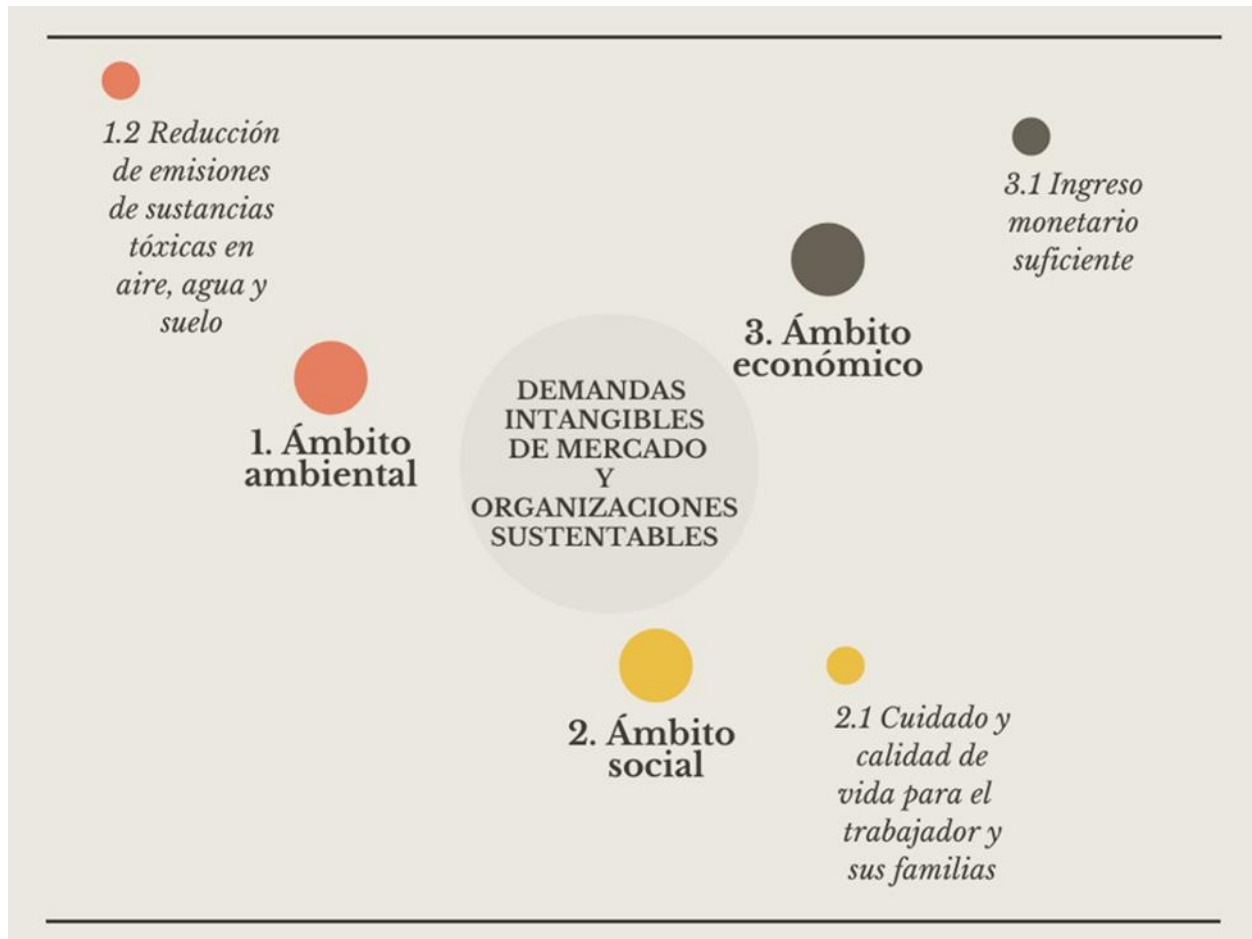 1.2 Reducción
de emisiones
de sustancias
tóxicas en
aire, agua y
suelo
1. Ámbito
ambiental
DEMANDAS
INTANGIBLES
DE MERCADO
Y
ORGANIZACIONES
SUSTENTABLES
3. Ámbito
económico
3.1 Ingreso
monetario
suficiente
2. Ámbito
social
2.1 Cuidado y
calidad de
vida para el
trabajador y
sus familias